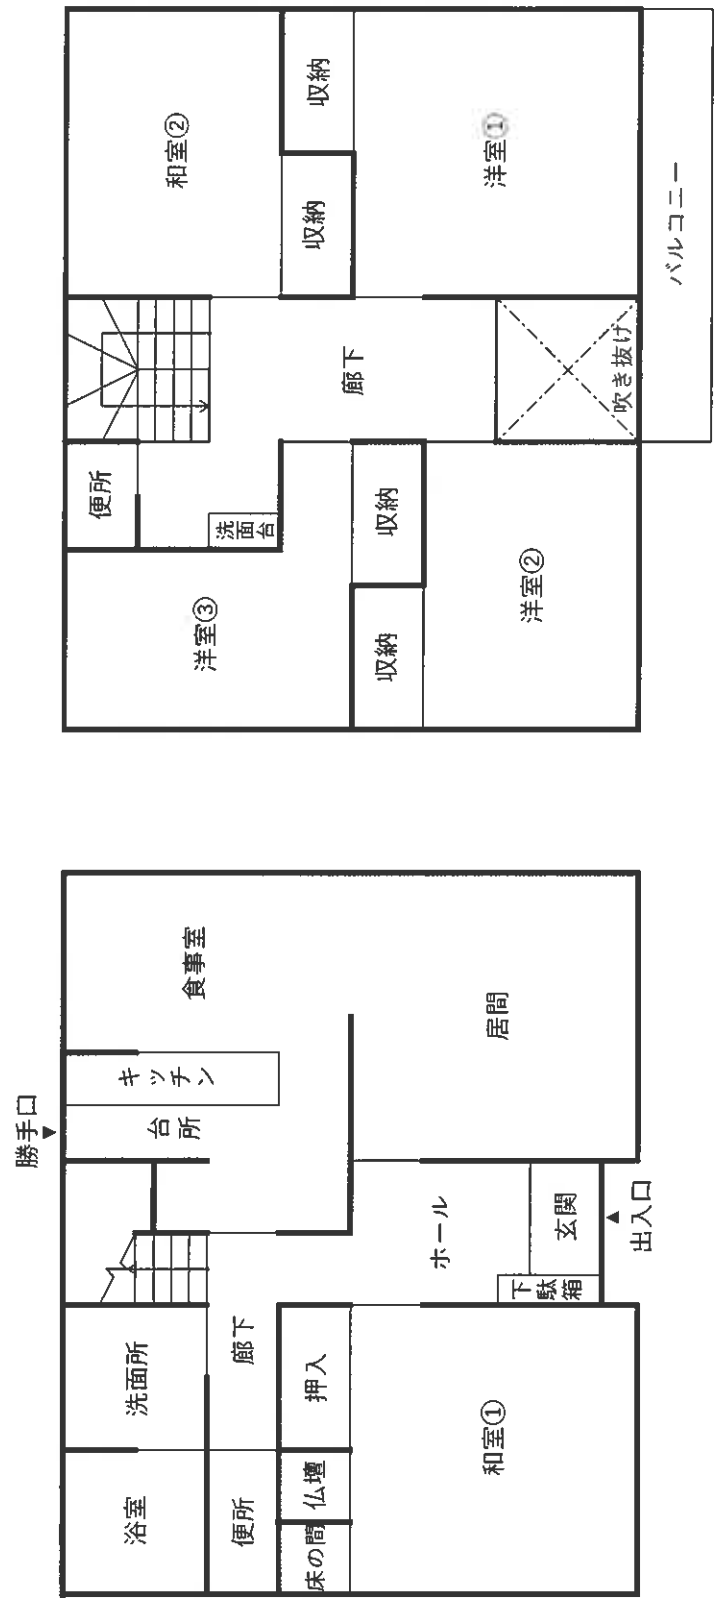 勝手口
浴室
洗面所
台所
キッチン
食事室
便所
廊下
床の間
仏壇
押入
ホール
居間
和室①
下駄箱
玄関
▲
出入口
便所
和室②
洋室③
洗面台
収納
収納
廊下
収納
収納
洋室①
洋室②
吹き抜け
バルコニー